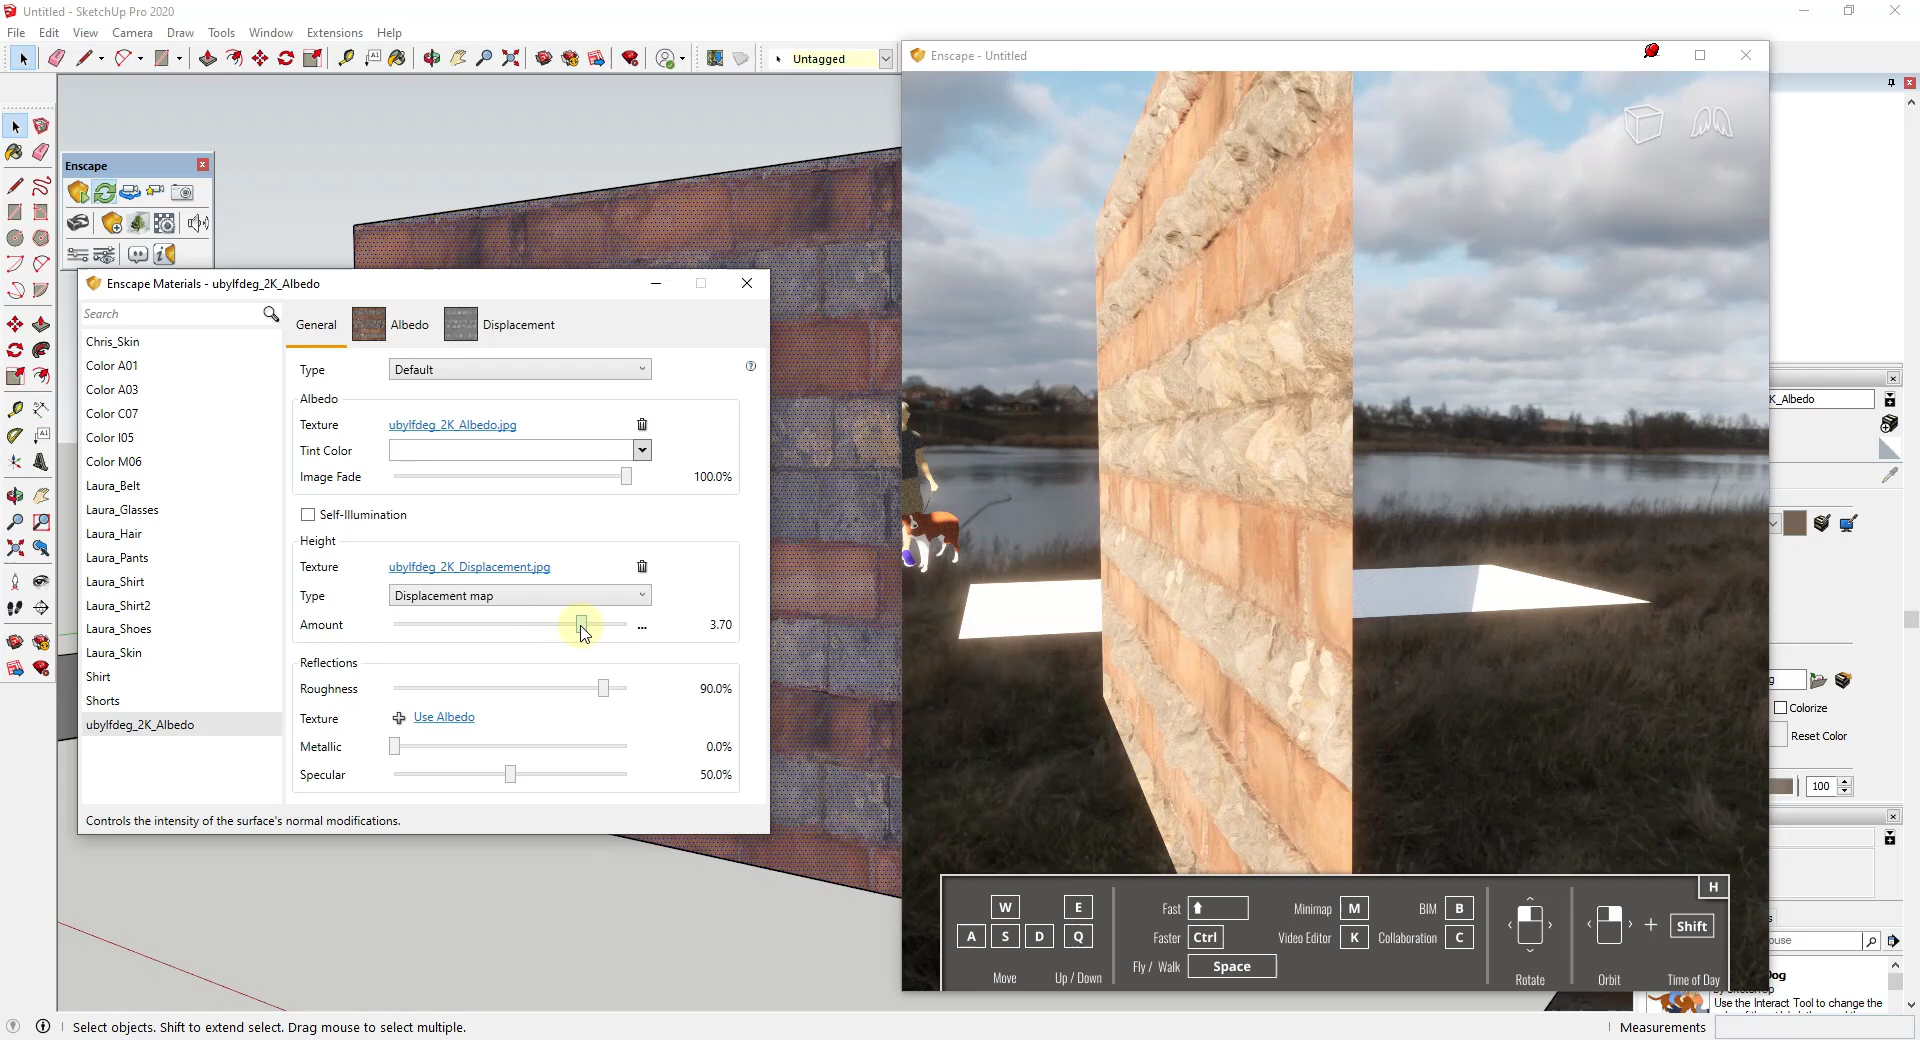 Untitled - SketchUp Pro 2020
File Edit View Camera Draw Tools Window Extensions Help
Untagged
Enscape - Untitled
Enscape
Enscape Materials - ubylfdeg_2K_Albedo
Search
Chris_Skin
Color A01
Color A03
Color C07
Color I05
Color M06
Laura_Belt
Laura_Glasses
Laura_Hair
Laura_Pants
Laura_Shirt
Laura_Shirt2
Laura_Shoes
Laura_Skin
Shirt
Shorts
ubylfdeg_2K_Albedo
General Albedo Displacement
Type Default
Albedo
Texture ubylfdeg_2K_Albedo.jpg
Tint Color
Image Fade 100.0%
Self-Illumination
Height
Texture ubylfdeg_2K_Displacement.jpg
Type Displacement map
Amount ... 3.70
Reflections
Roughness 90.0%
Texture Use Albedo
Metallic 0.0%
Specular 50.0%
Controls the intensity of the surface's normal modifications.
K_Albedo
Colorize
Reset Color
100
H
W E
A S D Q
Move Up / Down
Fast
Faster Ctrl
Fly / Walk Space
Minimap M
Video Editor K
BIM B
Collaboration C
Rotate
Orbit
+ Shift
Time of Day
ouse
Dog
by SketchUp
Use the Interact Tool to change the
Select objects. Shift to extend select. Drag mouse to select multiple.
Measurements